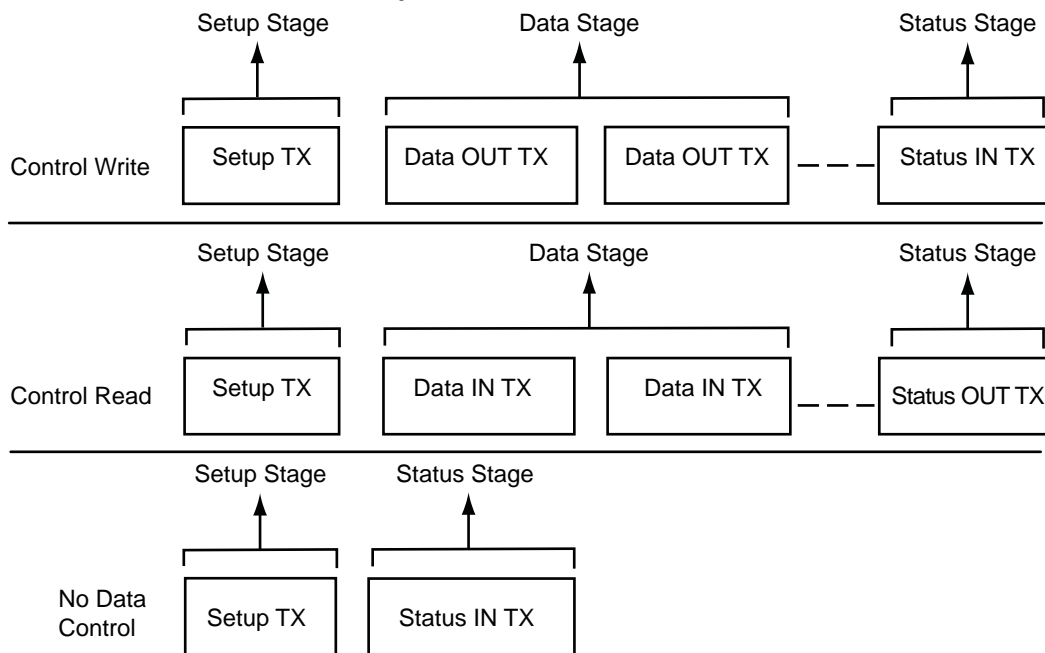 Setup Stage Data Stage Status Stage
Control Write Setup TX Data OUT TX Data OUT TX Status IN TX
Setup Stage Data Stage Status Stage
Control Read Setup TX Data IN TX Data IN TX Status OUT TX
Setup Stage Status Stage
No Data
Control
Setup TX Status IN TX